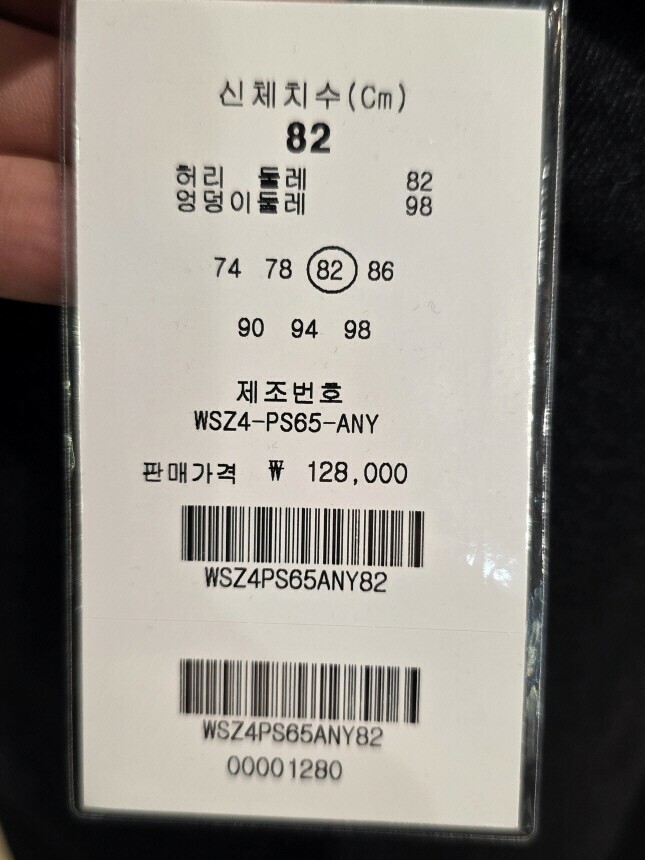 신체치수(Cm)
82
허리 둘레 82
엉덩이둘레 98
74 78 82 86
90 94 98
제조번호
WSZ4-PS65-ANY
판매가격 ₩ 128,000
WSZ4PS65ANY82
WSZ4PS65ANY82
00001280